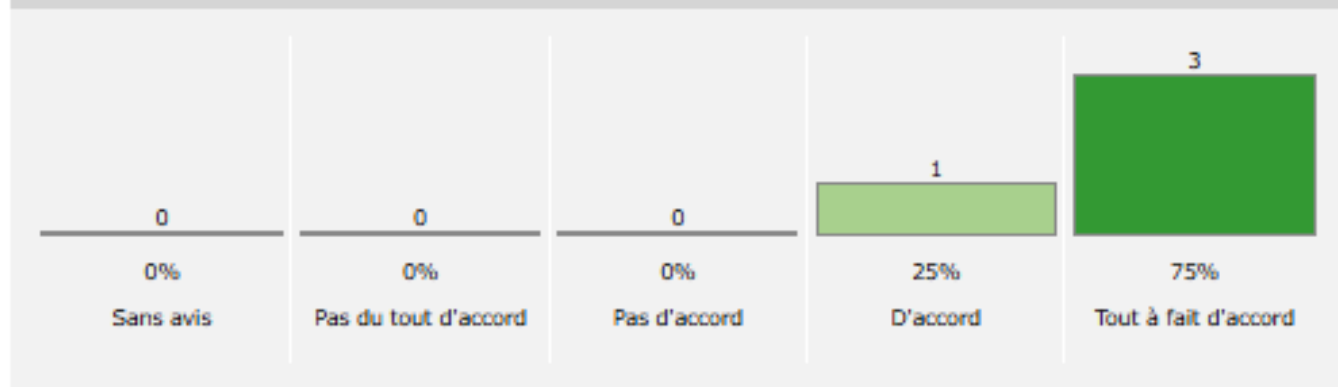 0 0 0 1 3
0% 0% 0% 25% 75%
Sans avis Pas du tout d'accord Pas d'accord D'accord Tout à fait d'accord